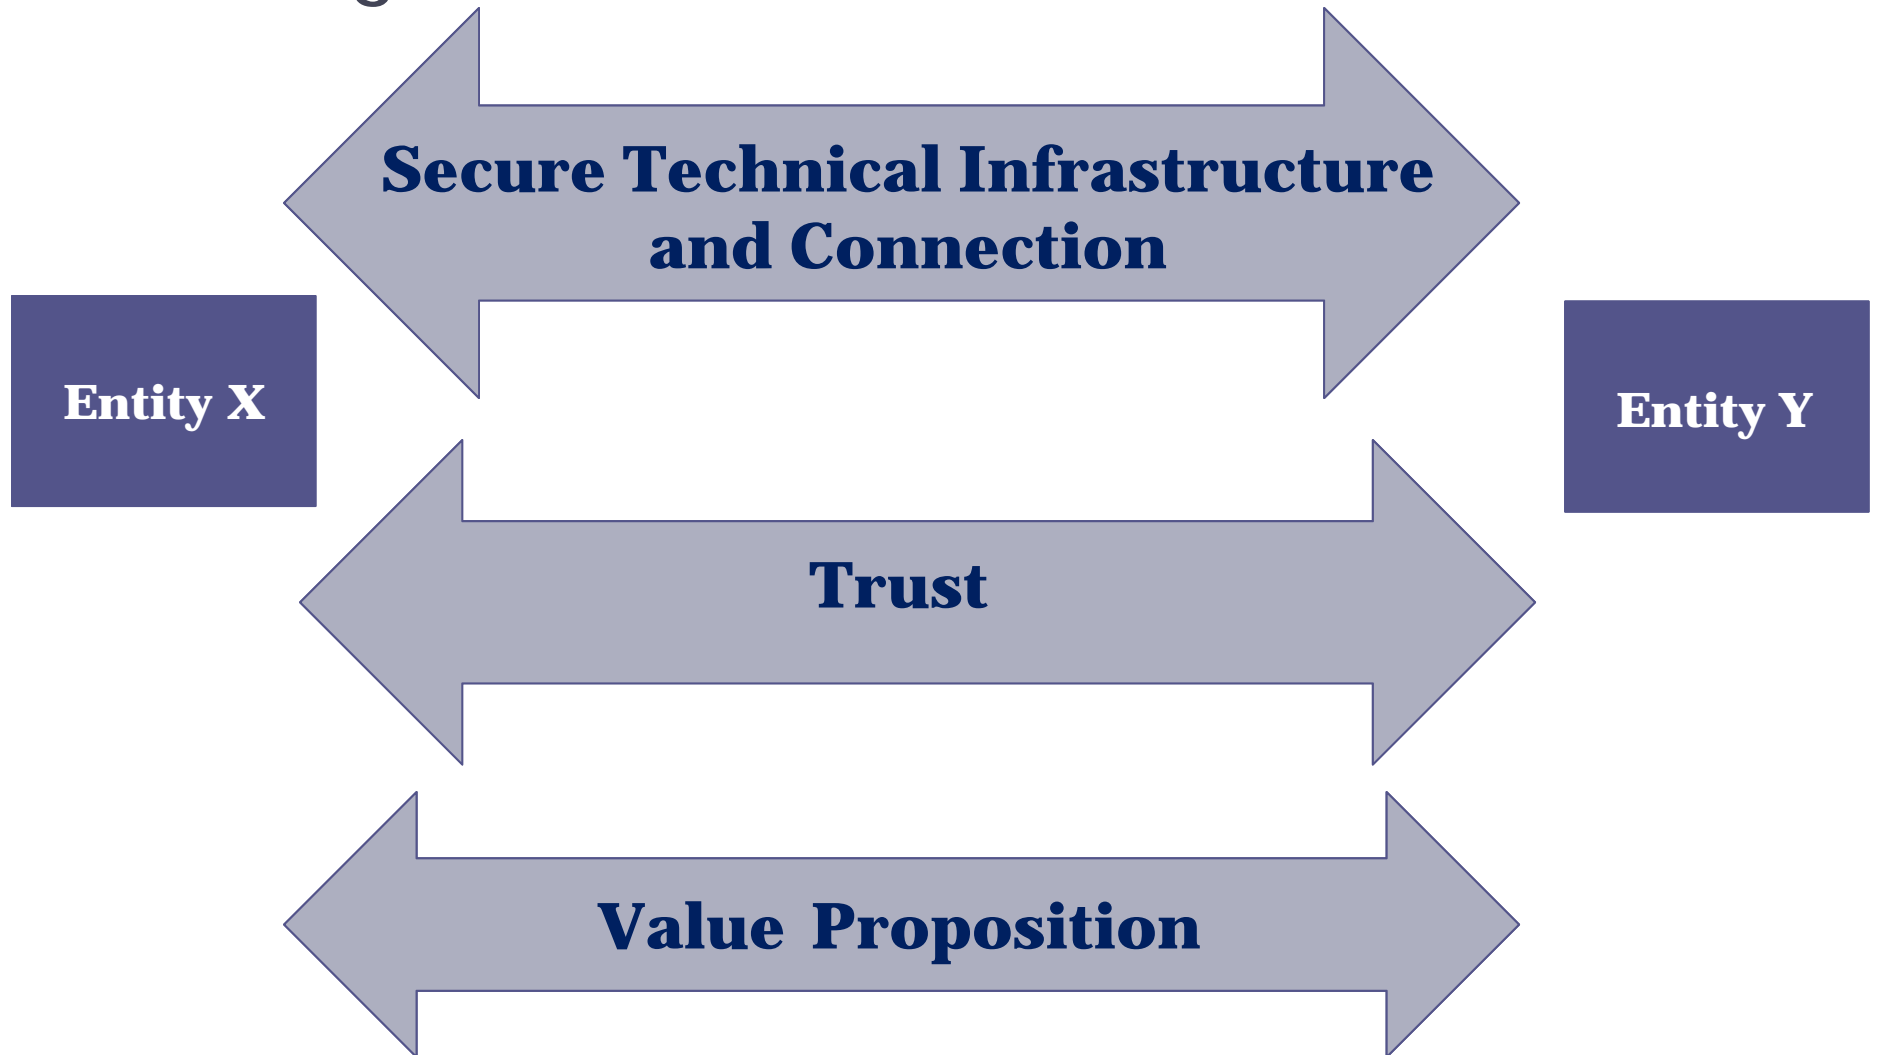 Secure Technical Infrastructure
and Connection
Entity X
Entity Y
Trust
Value Proposition